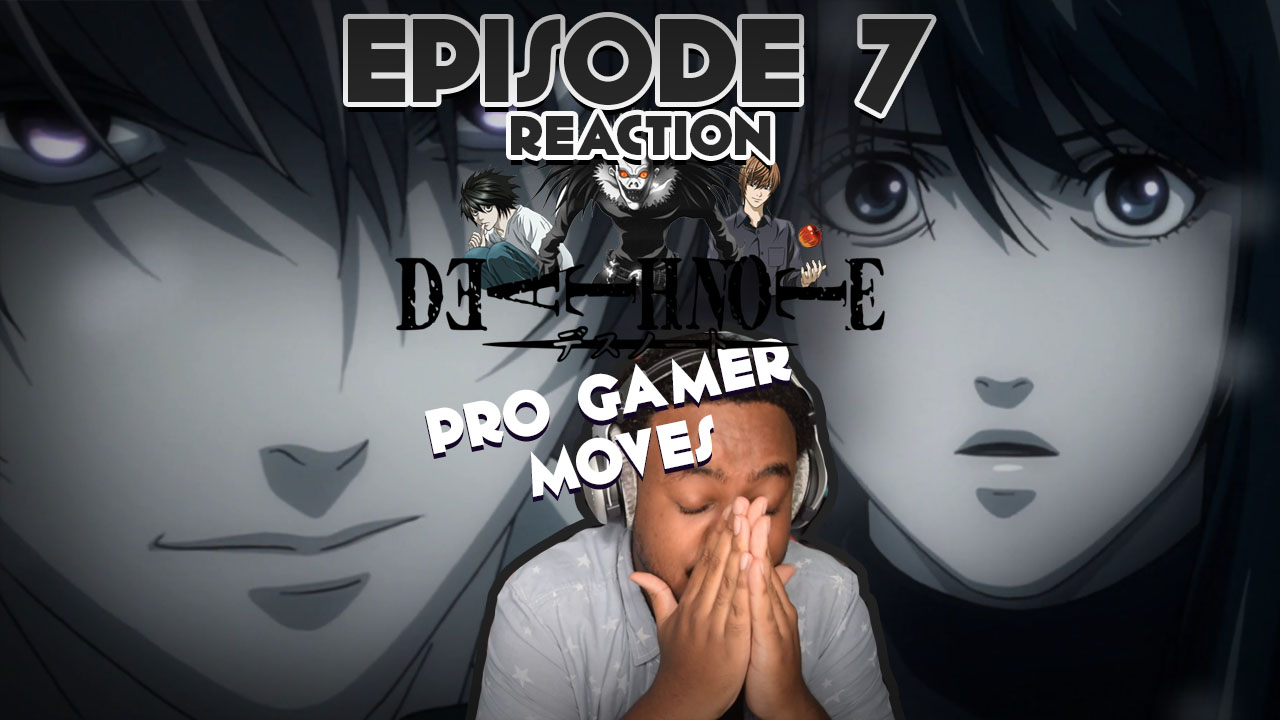 EPISODE 7
REACTION
DEATH NOTE
デスノート
PRO GAMER
MOVES